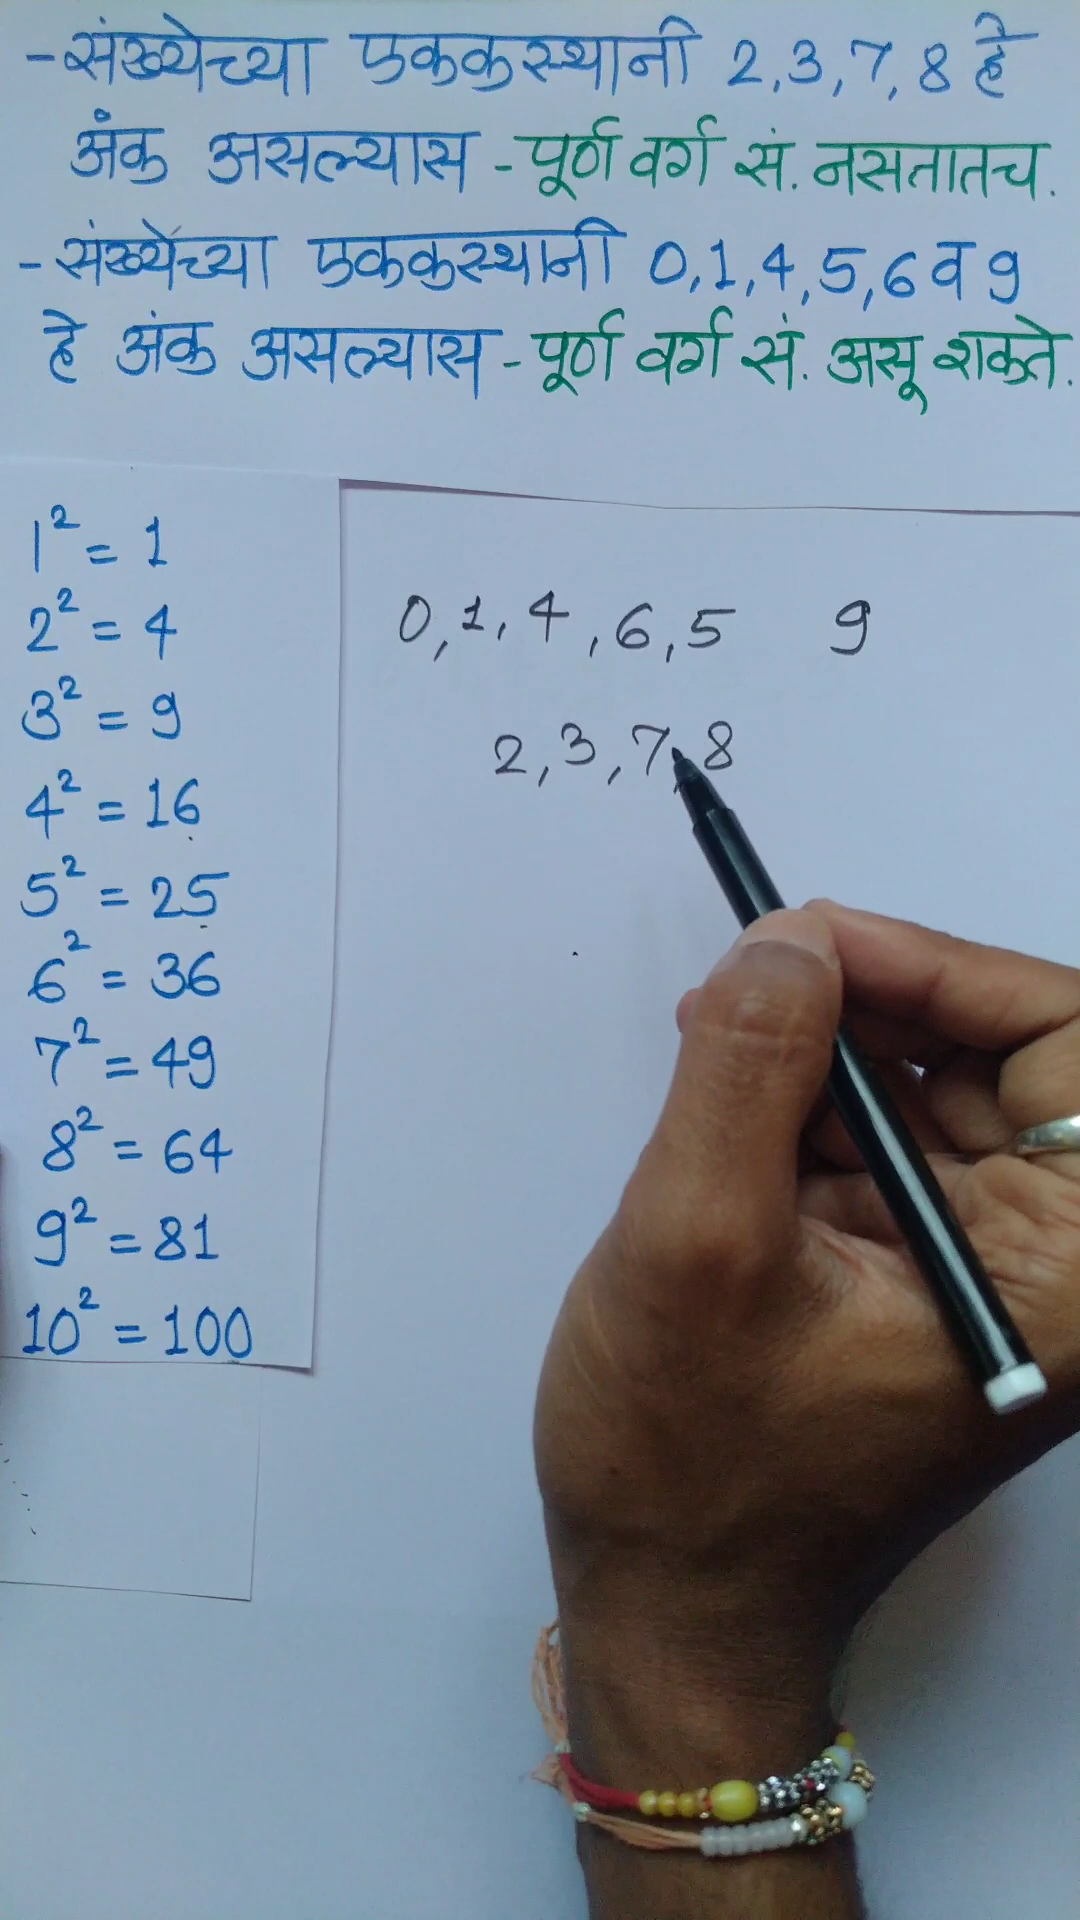 -संख्येच्या एककस्थानी 2,3,7,8 हे
अंक असल्यास -पूर्ण वर्ग सं. नसतातच.
-संख्येच्या एककस्थानी 0,1,4,5,6 व 9
हे अंक असल्यास -पूर्ण वर्ग सं. असू शकते.
1² = 1
2² = 4
3² = 9
4² = 16
5² = 25
6² = 36
7² = 49
8² = 64
9² = 81
10² = 100
0,1,4,6,5 9
2,3,7,8